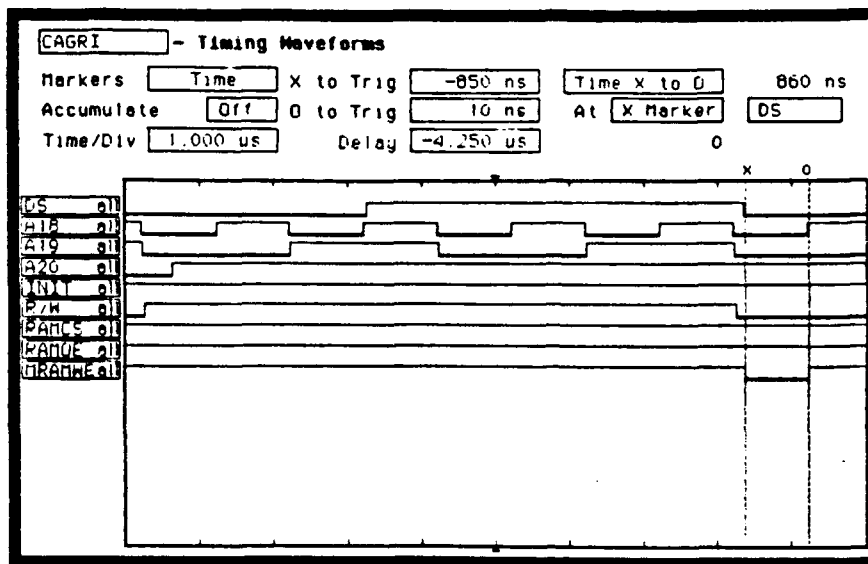 CAGRI - Timing Waveforms
Markers Time X to Trig -850 ns Time X to O 860 ns
Accumulate Off O to Trig 10 ns At X Marker DS
Time/Div 1.000 us Delay -4.250 us 0
X O
DS all
A18 all
A19 all
A20 all
INIT all
R/W all
RAMCS all
RAMOE all
MRAMWE all